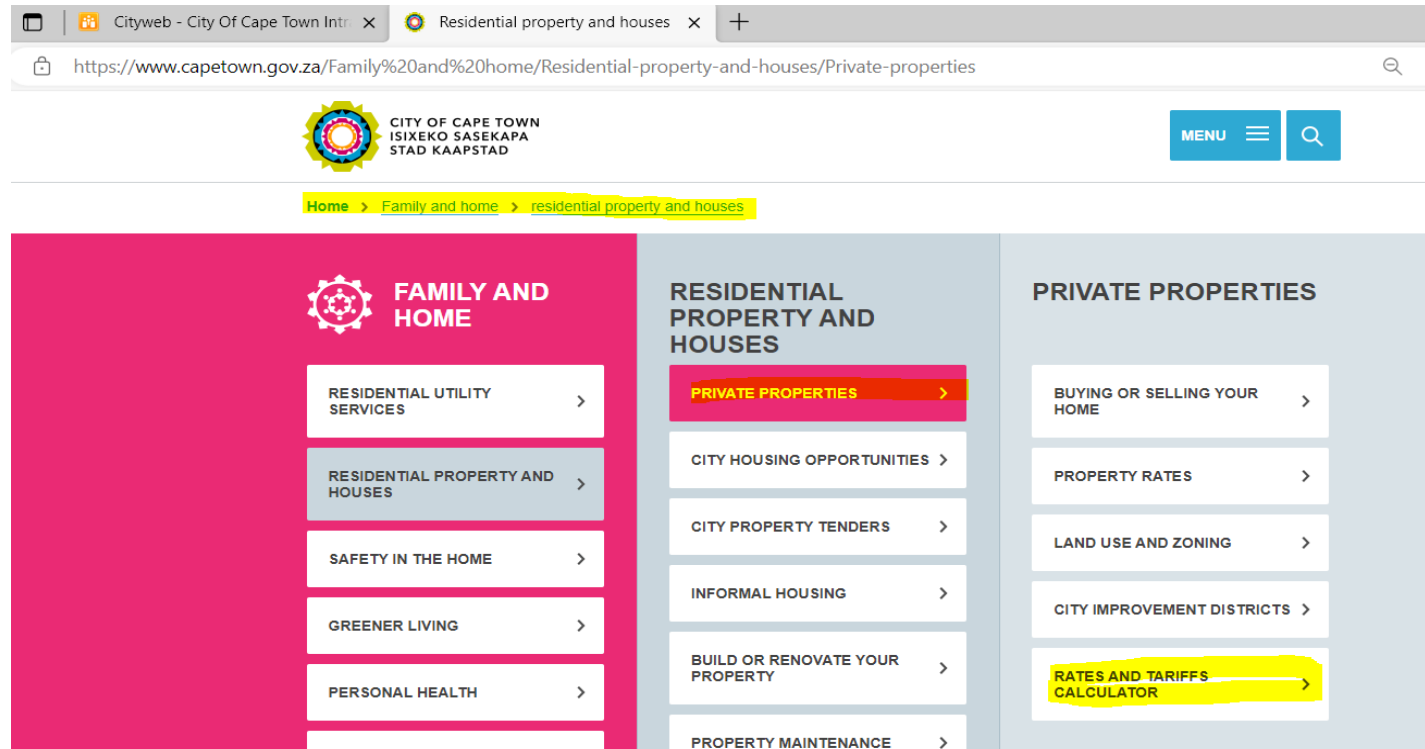 Cityweb - City Of Cape Town Intr
Residential property and houses
https://www.capetown.gov.za/Family%20and%20home/Residential-property-and-houses/Private-properties
CITY OF CAPE TOWN
ISIXEKO SASEKAPA
STAD KAAPSTAD
MENU
Home > Family and home > residential property and houses
FAMILY AND
HOME
RESIDENTIAL UTILITY
SERVICES
RESIDENTIAL PROPERTY AND
HOUSES
SAFETY IN THE HOME
GREENER LIVING
PERSONAL HEALTH
RESIDENTIAL
PROPERTY AND
HOUSES
PRIVATE PROPERTIES
CITY HOUSING OPPORTUNITIES
CITY PROPERTY TENDERS
INFORMAL HOUSING
BUILD OR RENOVATE YOUR
PROPERTY
PROPERTY MAINTENANCE
PRIVATE PROPERTIES
BUYING OR SELLING YOUR
HOME
PROPERTY RATES
LAND USE AND ZONING
CITY IMPROVEMENT DISTRICTS
RATES AND TARIFFS
CALCULATOR